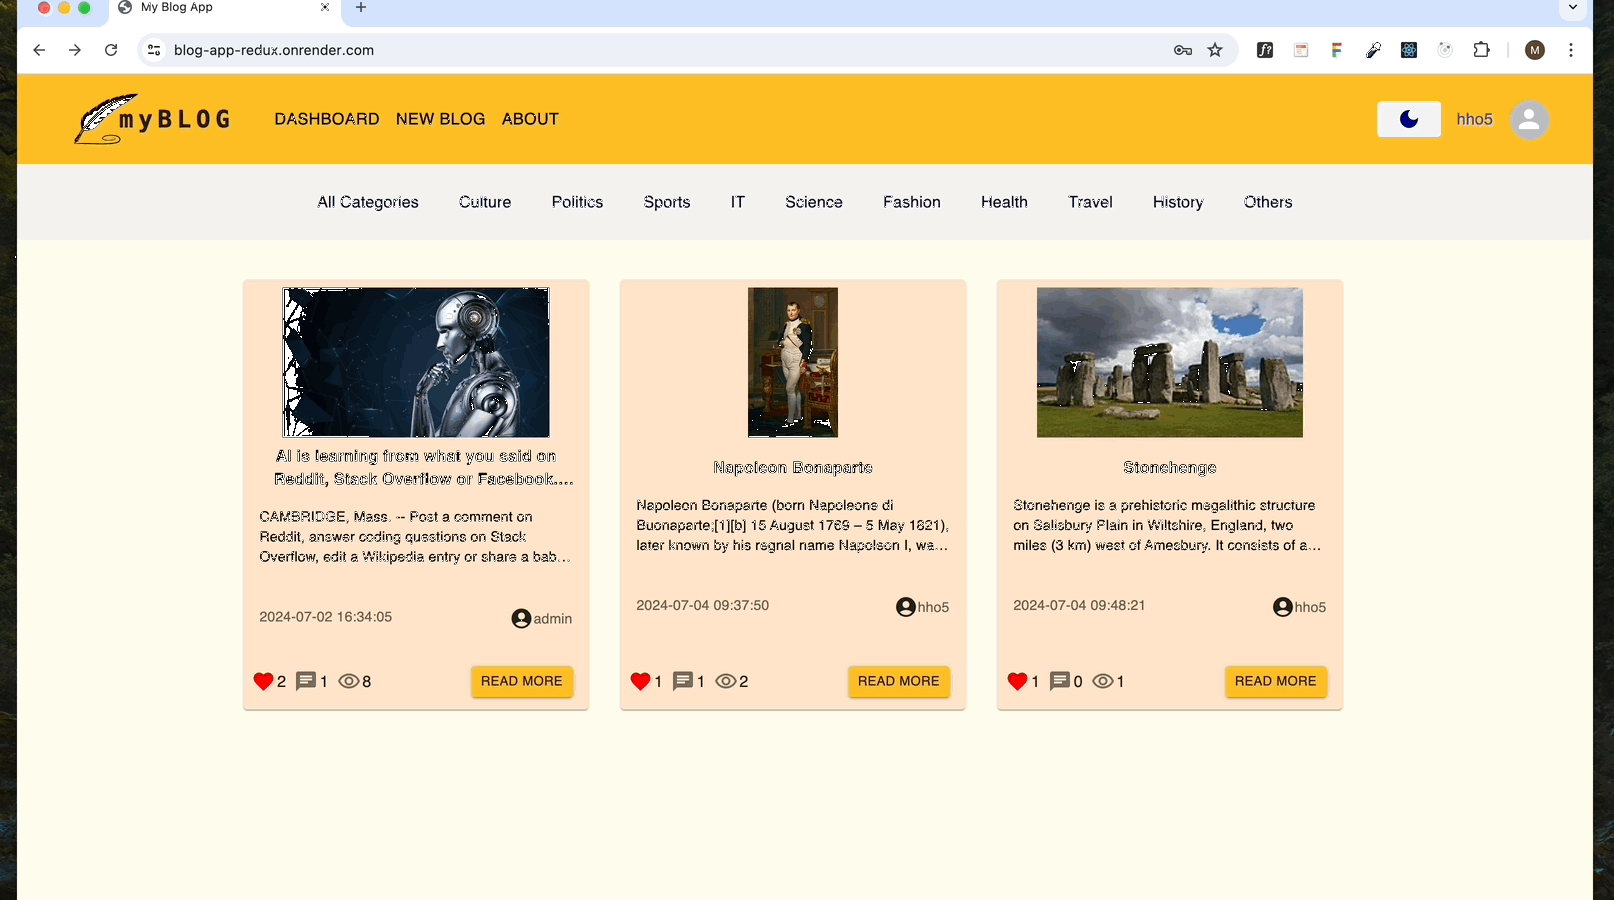 My Blog App
blog-app-redux.onrender.com
M
myBLOG
DASHBOARD NEW BLOG ABOUT
hho5
All Categories Culture Politics Sports IT Science Fashion Health Travel History Others
AI is learning from what you said on
Reddit, Stack Overflow or Facebook....
CAMBRIDGE, Mass. -- Post a comment on
Reddit, answer coding questions on Stack
Overflow, edit a Wikipedia entry or share a bab...
2024-07-02 16:34:05 admin
2 1 8 READ MORE
Napoleon Bonaparte
Napoleon Bonaparte (born Napoleone di
Buonaparte;[1][b] 15 August 1769 – 5 May 1821),
later known by his regnal name Napoleon I, wa...
2024-07-04 09:37:50 hho5
1 1 2 READ MORE
Stonehenge
Stonehenge is a prehistoric megalithic structure
on Salisbury Plain in Wiltshire, England, two
miles (3 km) west of Amesbury. It consists of a...
2024-07-04 09:48:21 hho5
1 0 1 READ MORE